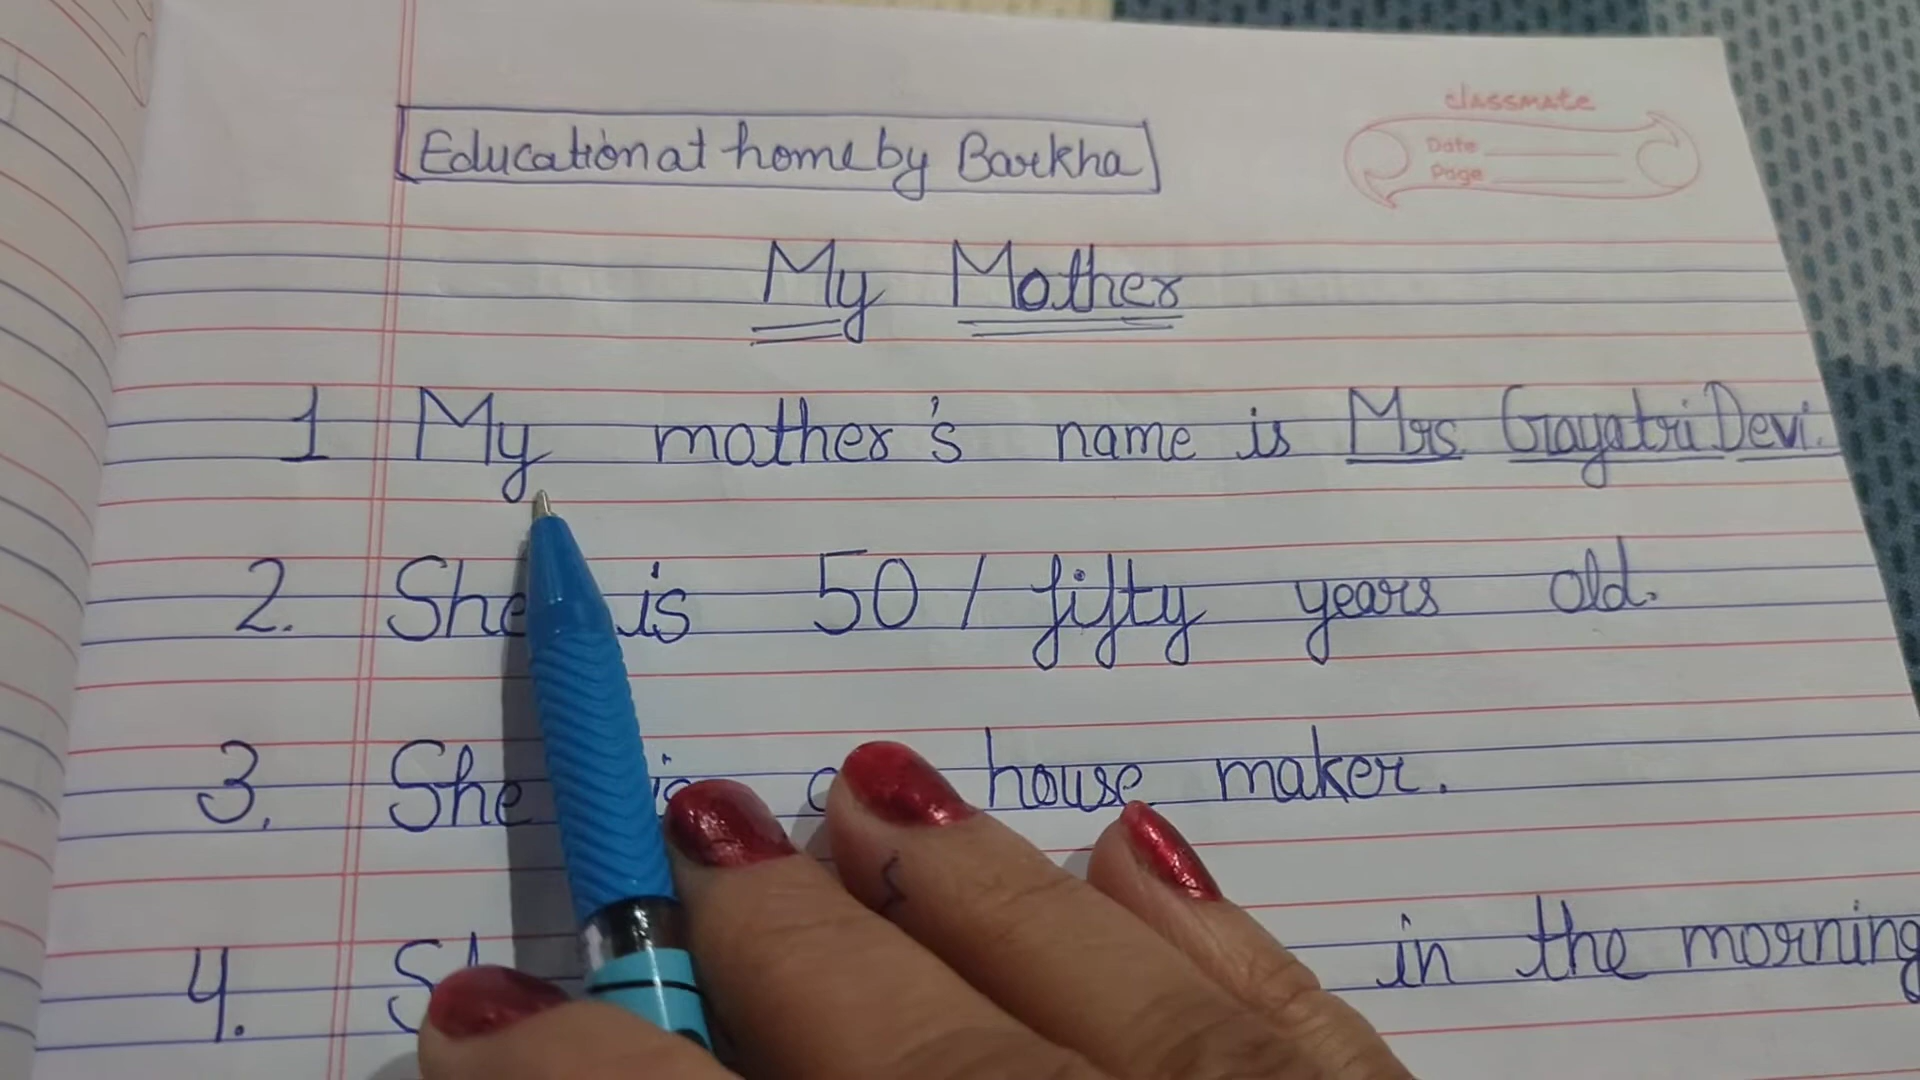 classmate
Date
Page
Education at home by Barkha
My Mother
1 My mother's name is Mrs Gayatri Devi.
2. She is 50 / fifty years old.
3. She is a house maker.
4. in the morning